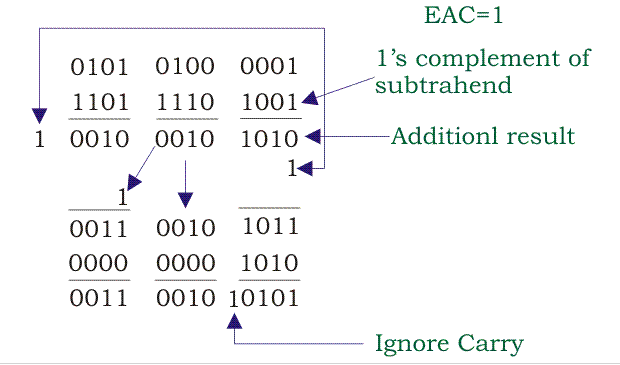 EAC=1
0101 0100 0001
1's complement of
subtrahend
1101 1110 1001
1 0010 0010 1010
Additionl result
1
1
0011 0010 1011
0000 0000 1010
0011 0010 10101
Ignore Carry